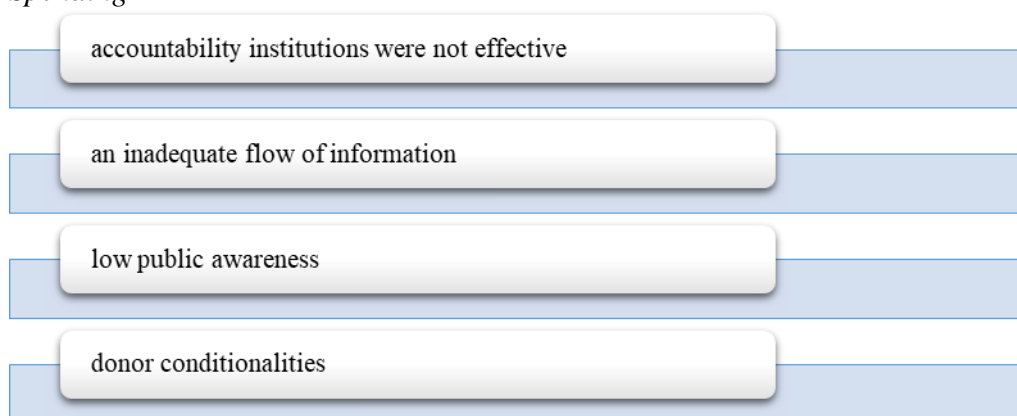 accountability institutions were not effective
an inadequate flow of information
low public awareness
donor conditionalities